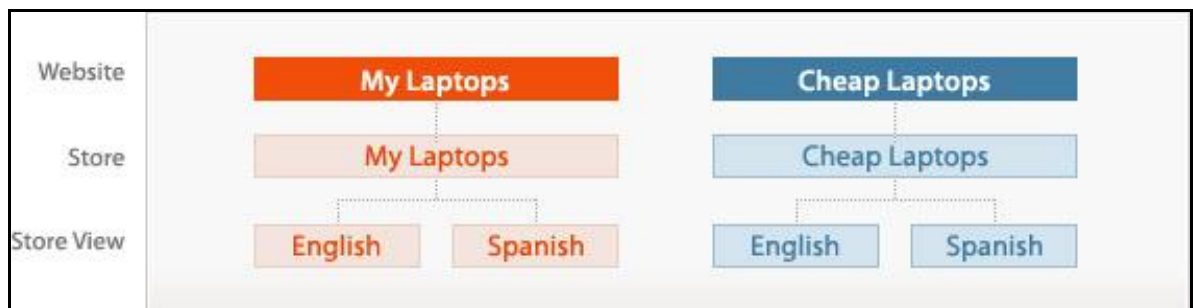 Website
My Laptops
Cheap Laptops
Store
My Laptops
Cheap Laptops
Store View
English
Spanish
English
Spanish